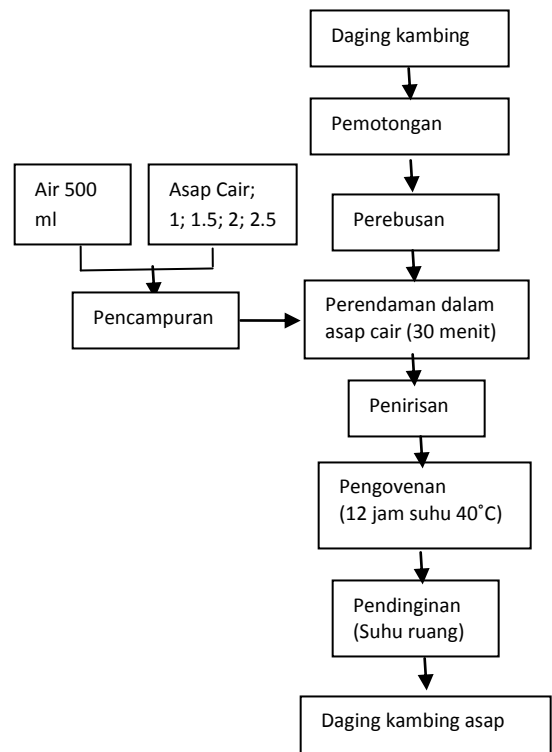 Daging kambing
Pemotongan
Air 500
ml
Asap Cair;
1; 1.5; 2; 2.5
Perebusan
Pencampuran
Perendaman dalam
asap cair (30 menit)
Penirisan
Pengovenan
(12 jam suhu 40˚C)
Pendinginan
(Suhu ruang)
Daging kambing asap